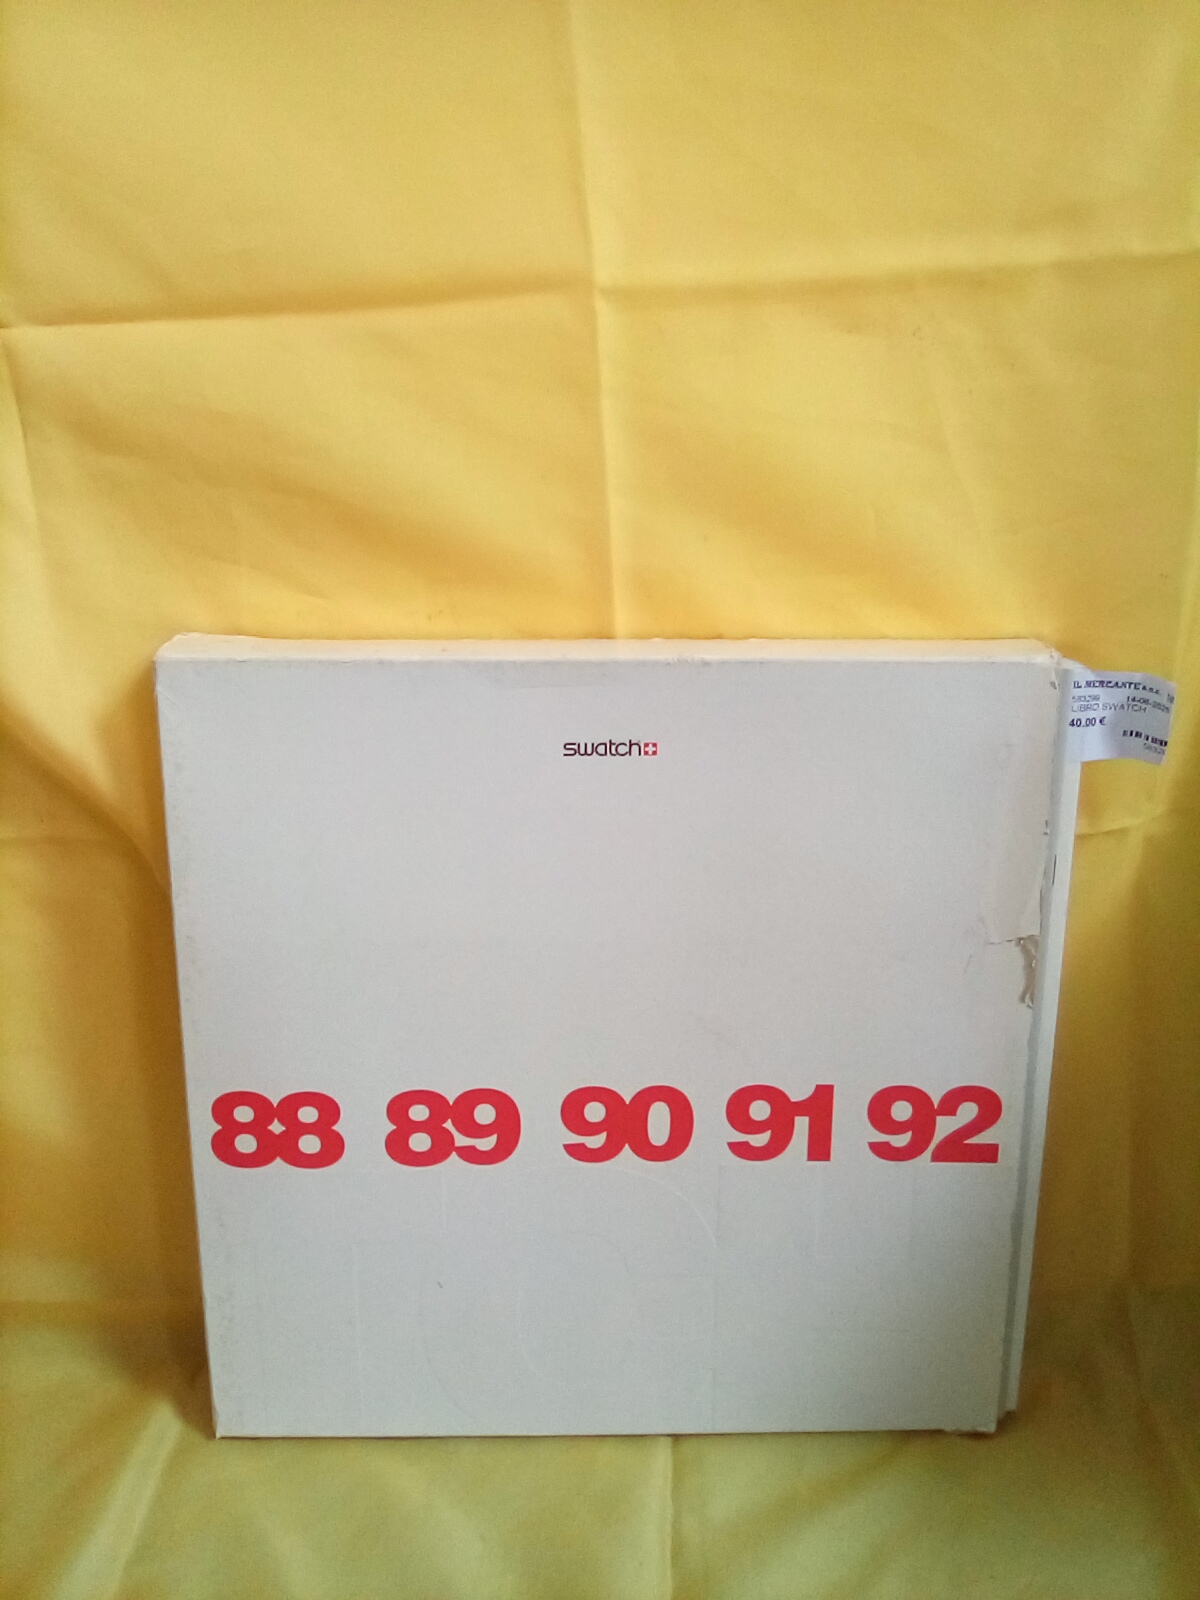 swatch
IL MERCANTE s.n.c.
LIBRO SWATCH
40.00 €
88 89 90 91 92